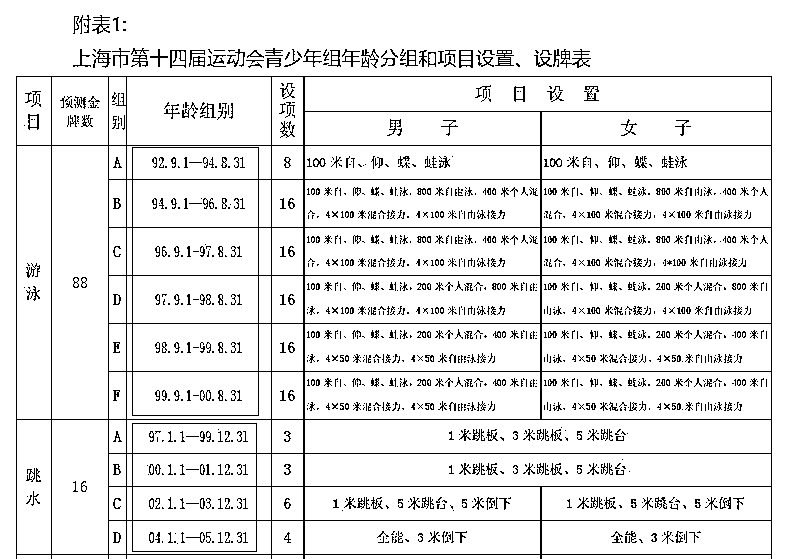 附表1:
上海市第十四届运动会青少年组年龄分组和项目设置、设牌表
项目 预测金牌数 组别 年龄组别 设项数 项目设置
男子 女子
游泳 88
A 92.9.1—94.8.31 8 100米自、仰、蝶、蛙泳 100米自、仰、蝶、蛙泳
B 94.9.1—96.8.31 16 100米自、仰、蝶、蛙泳，800米自由泳，400米个人混合，4×100米混合接力，4×100米自由泳接力 100米自、仰、蝶、蛙泳，800米自由泳，400米个人混合，4×100米混合接力，4×100米自由泳接力
C 96.9.1-97.8.31 16 100米自、仰、蝶、蛙泳，800米自由泳，400米个人混合，4×100米混合接力，4×100米自由泳接力 100米自、仰、蝶、蛙泳，800米自由泳，400米个人混合，4×100米混合接力，4*100米自由泳接力
D 97.9.1-98.8.31 16 100米自、仰、蝶、蛙泳，200米个人混合，800米自由泳，4×100米混合接力，4×100米自由泳接力 100米自、仰、蝶、蛙泳，200米个人混合，800米自由泳，4×100米混合接力，4×100米自由泳接力
E 98.9.1-99.8.31 16 100米自、仰、蝶、蛙泳，200米个人混合，400米自由泳，4×50米混合接力，4×50米自由泳接力 100米自、仰、蝶、蛙泳，200米个人混合，400米自由泳，4×50米混合接力，4×50米自由泳接力
F 99.9.1-00.8.31 16 100米自、仰、蝶、蛙泳，200米个人混合，400米自由泳，4×50米混合接力，4×50米自由泳接力 100米自、仰、蝶、蛙泳，200米个人混合，400米自由泳，4×50米混合接力，4×50米自由泳接力
跳水 16
A 97.1.1—99.12.31 3 1米跳板、3米跳板、5米跳台
B 00.1.1—01.12.31 3 1米跳板、3米跳板、5米跳台
C 02.1.1—03.12.31 6 1米跳板、5米跳台、5米倒下 1米跳板、5米跳台、5米倒下
D 04.1.1—05.12.31 4 全能、3米倒下 全能、3米倒下